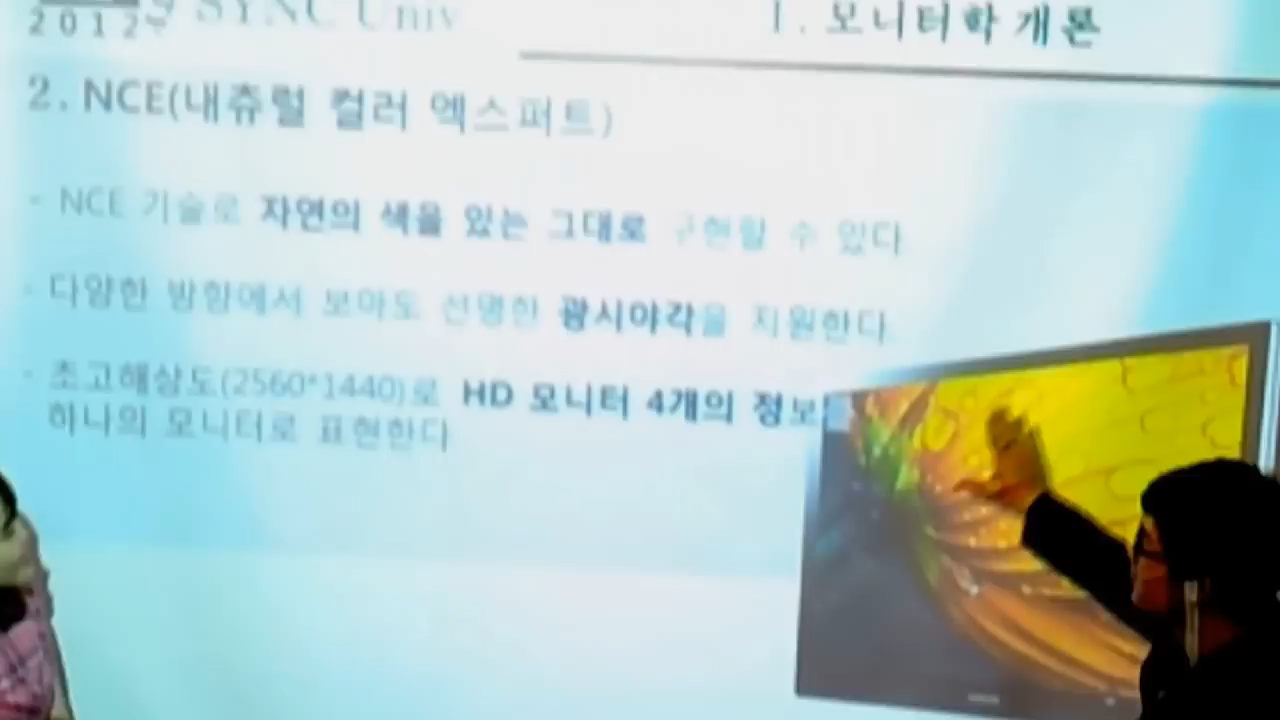 2012 SYNC Univ
1. 모니터학 개론
2. NCE(내츄럴 컬러 엑스퍼트)
- NCE 기술로 자연의 색을 있는 그대로 구현할 수 있다
- 다양한 방향에서 보아도 선명한 광시야각을 지원한다
- 초고해상도(2560*1440)로 HD 모니터 4개의 정보를
하나의 모니터로 표현한다